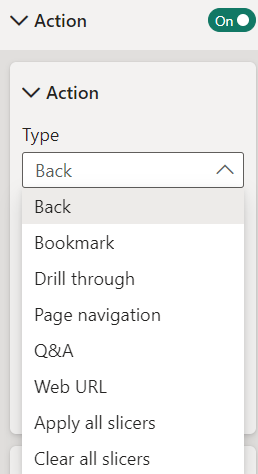 Action
On
Action
Type
Back
Back
Bookmark
Drill through
Page navigation
Q&A
Web URL
Apply all slicers
Clear all slicers